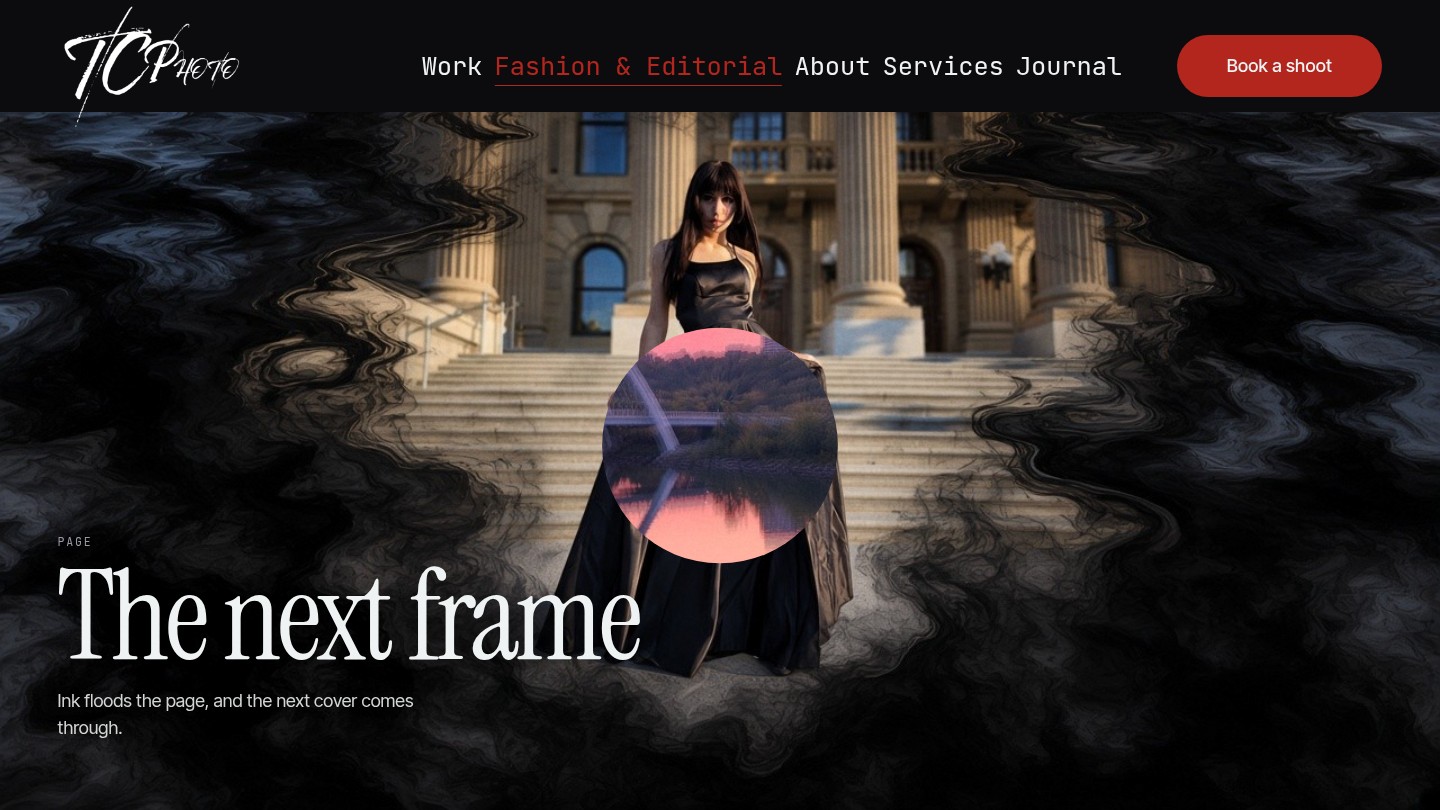 TCPHOTO
Work Fashion & Editorial About Services Journal
Book a shoot
PAGE
The next frame
Ink floods the page, and the next cover comes
through.